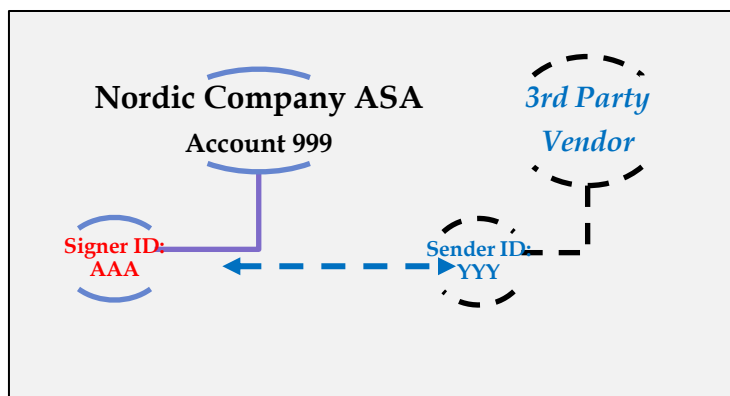 Nordic Company ASA
Account 999
3rd Party
Vendor
Signer ID:
AAA
Sender ID:
YYY